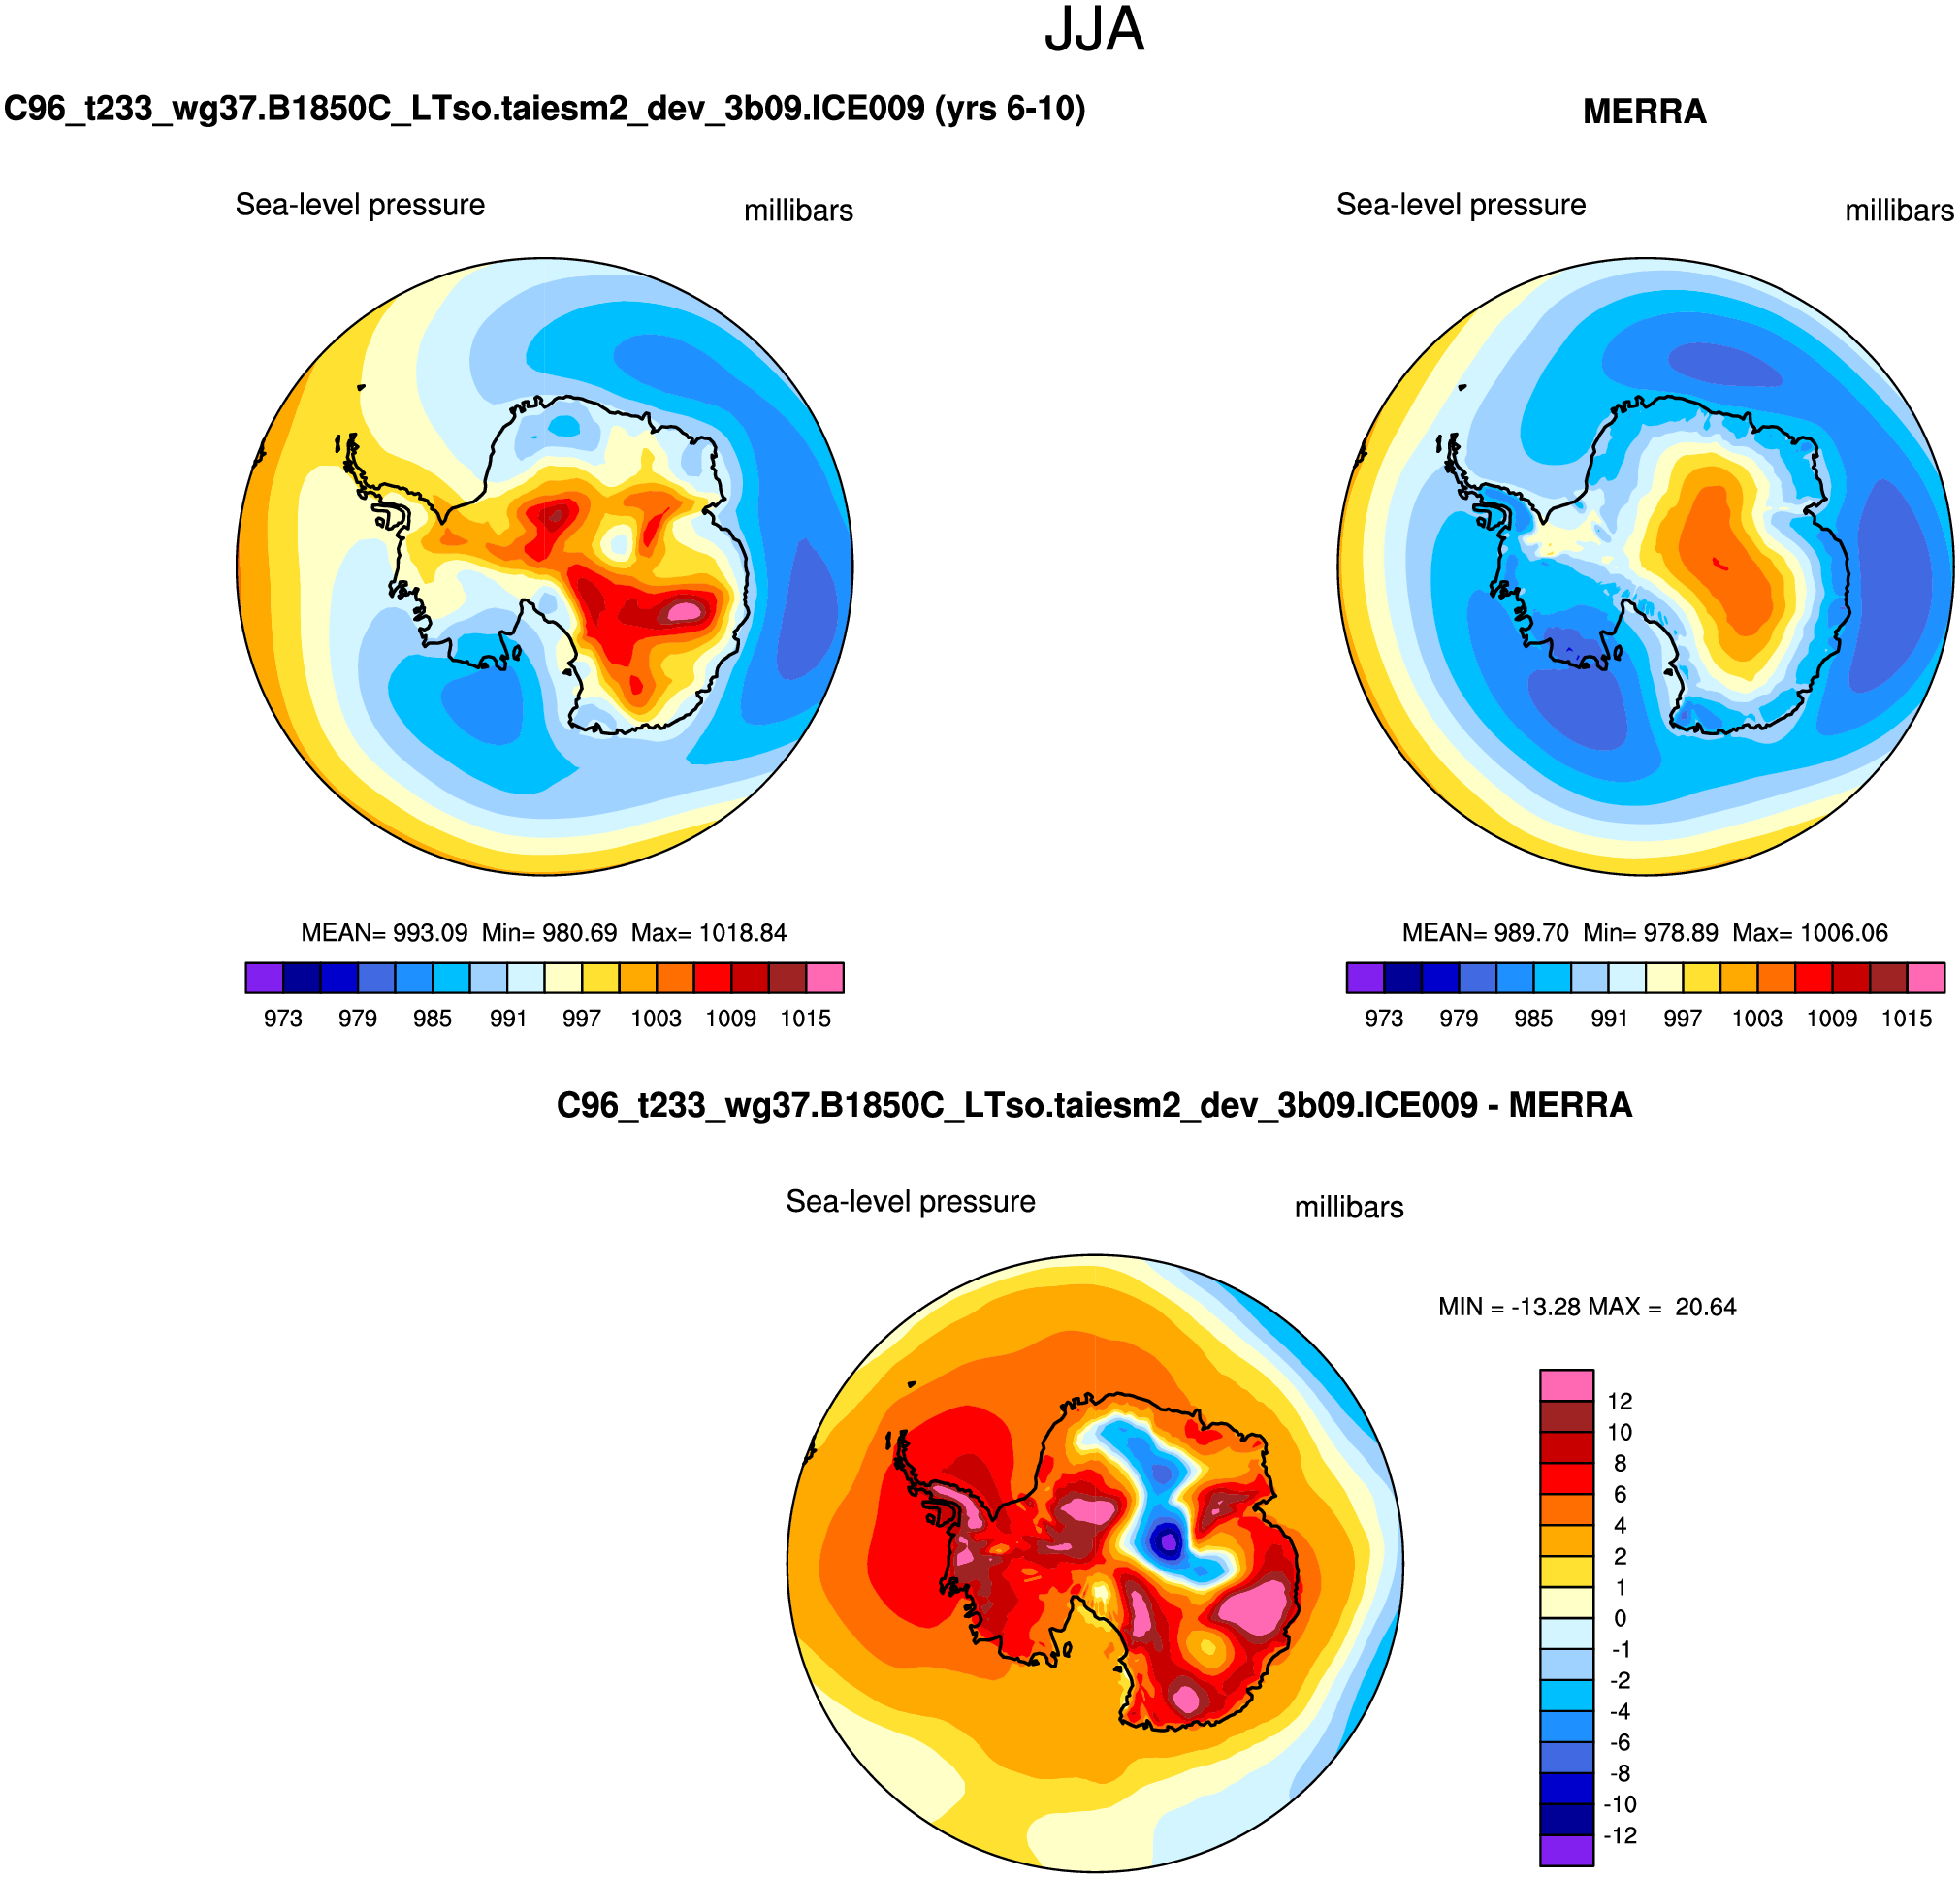 JJA
C96_t233_wg37.B1850C_LTso.taiesm2_dev_3b09.ICE009 (yrs 6-10)
MERRA
Sea-level pressure millibars
Sea-level pressure millibars
MEAN= 993.09 Min= 980.69 Max= 1018.84
973 979 985 991 997 1003 1009 1015
MEAN= 989.70 Min= 978.89 Max= 1006.06
973 979 985 991 997 1003 1009 1015
C96_t233_wg37.B1850C_LTso.taiesm2_dev_3b09.ICE009 - MERRA
Sea-level pressure millibars
MIN = -13.28 MAX = 20.64
12
10
8
6
4
2
1
0
-1
-2
-4
-6
-8
-10
-12